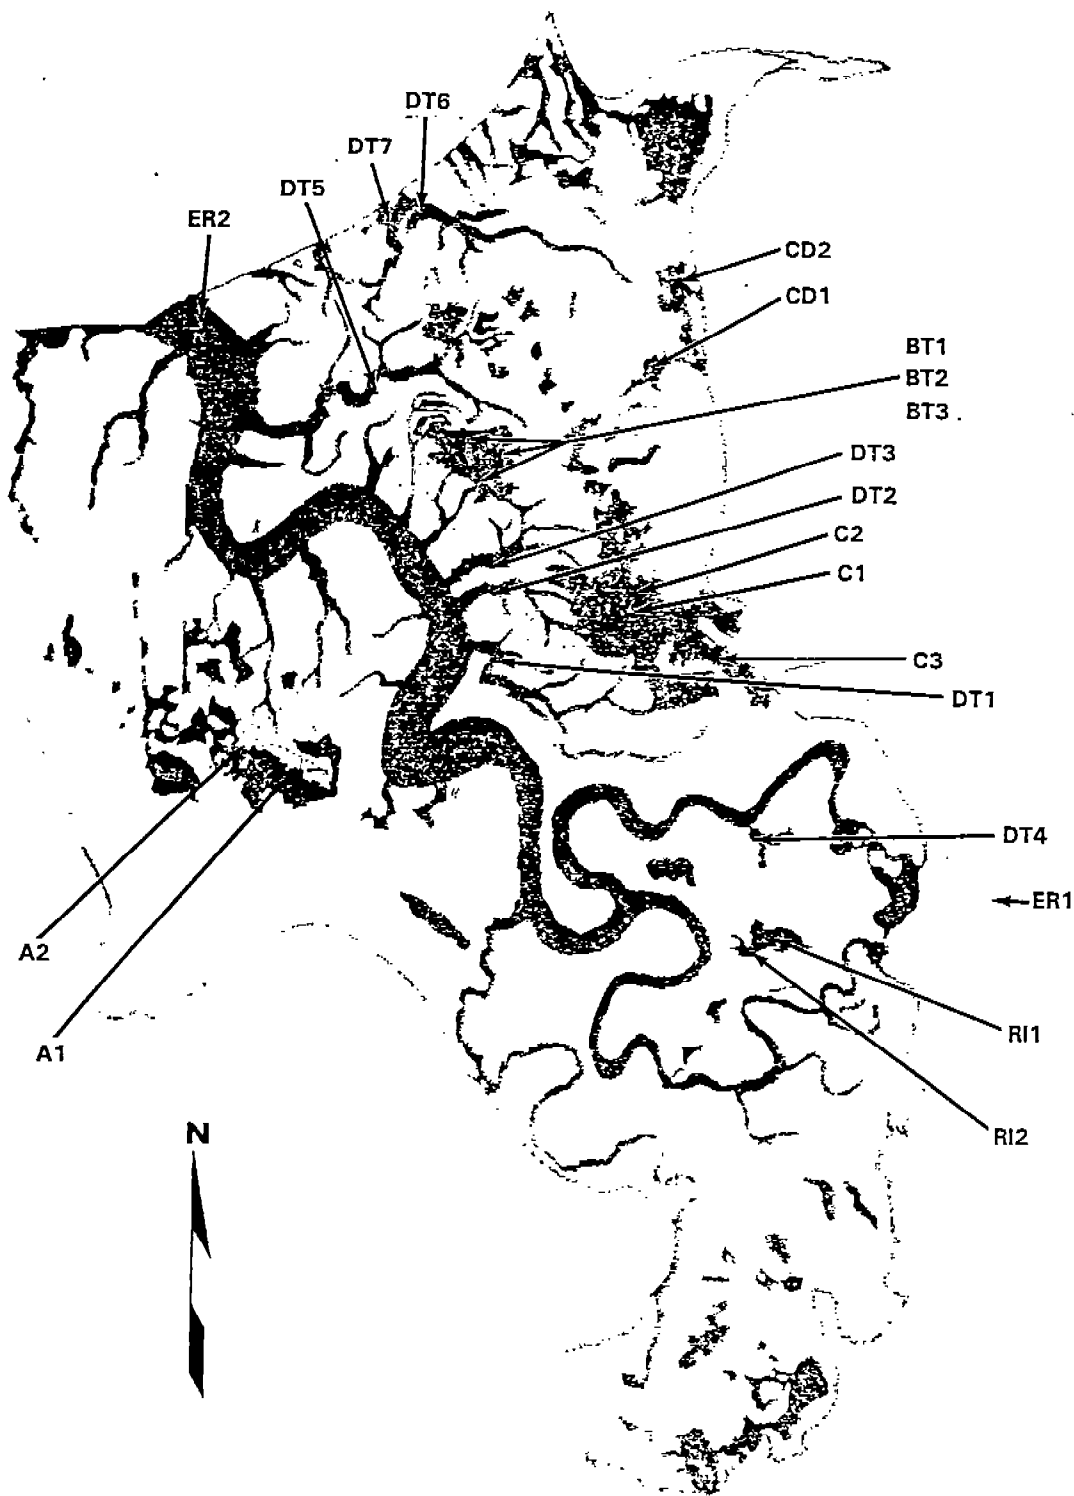 DT6
DT7
DT5
ER2
CD2
CD1
BT1
BT2
BT3
DT3
DT2
C2
C1
C3
DT1
DT4
ER1
A2
RI1
A1
N
RI2